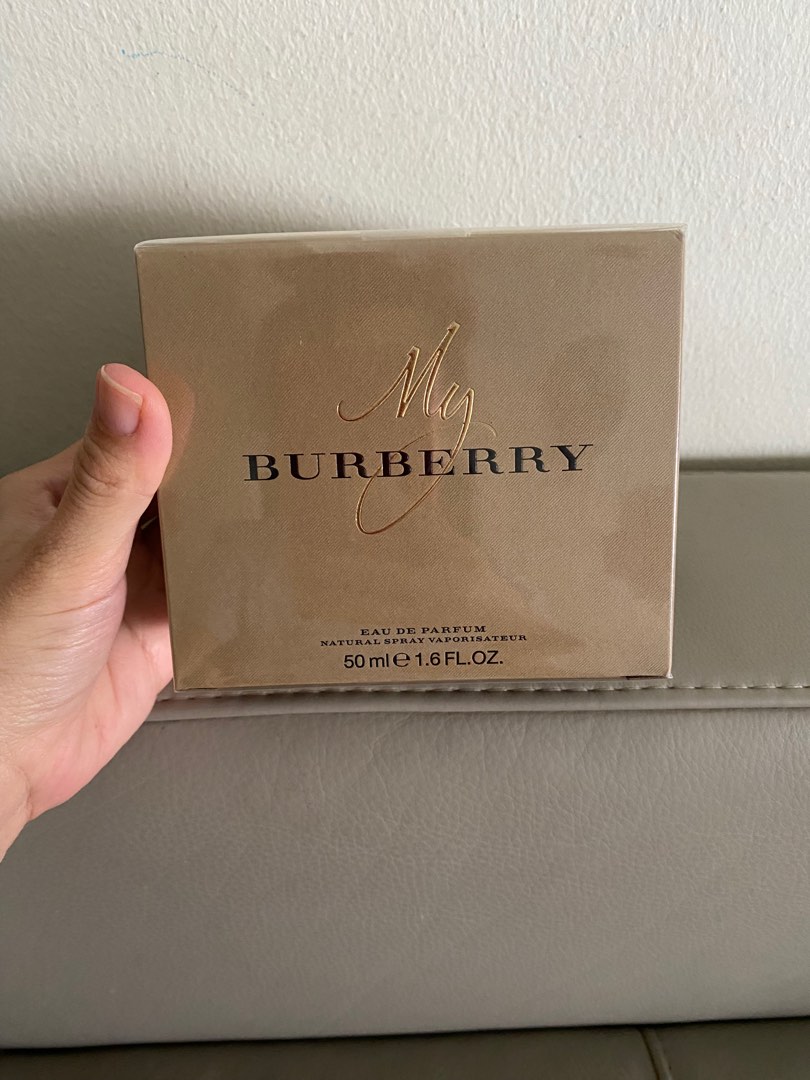 My
BURBERRY
EAU DE PARFUM
NATURAL SPRAY VAPORISATEUR
50 ml e 1.6 FL.OZ.